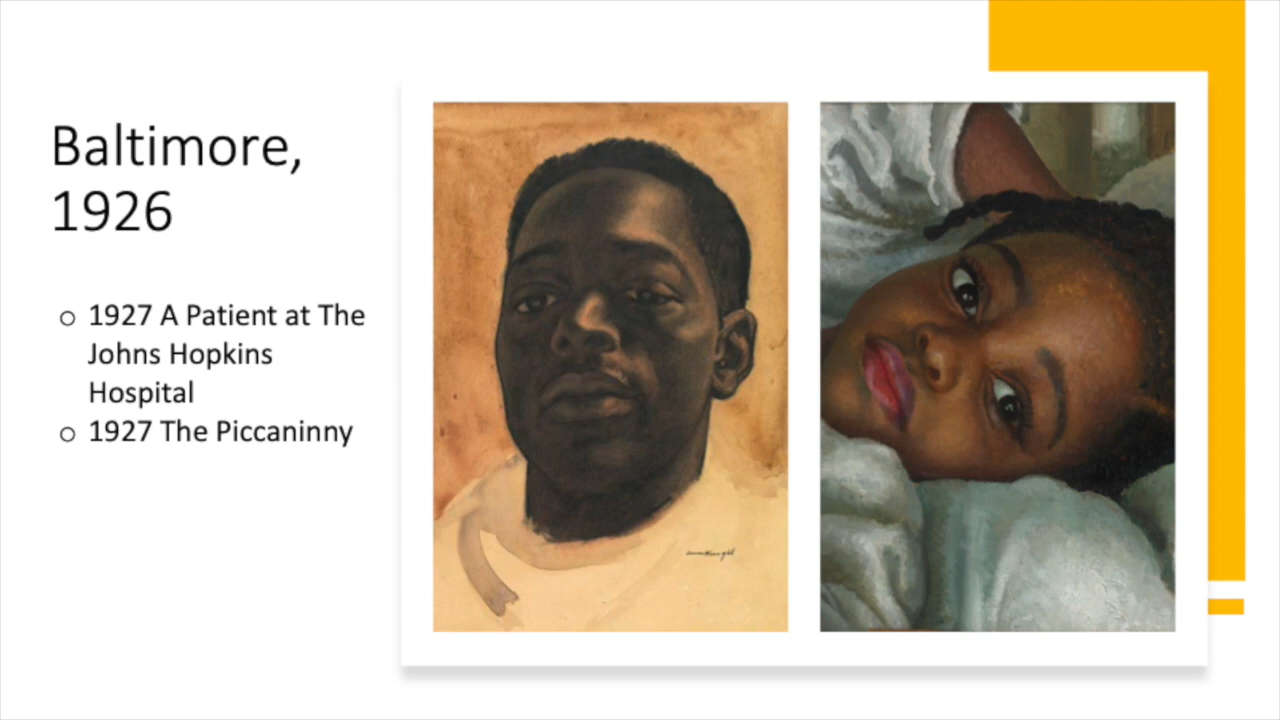 Baltimore,
1926
○ 1927 A Patient at The
Johns Hopkins
Hospital
○ 1927 The Piccaninny